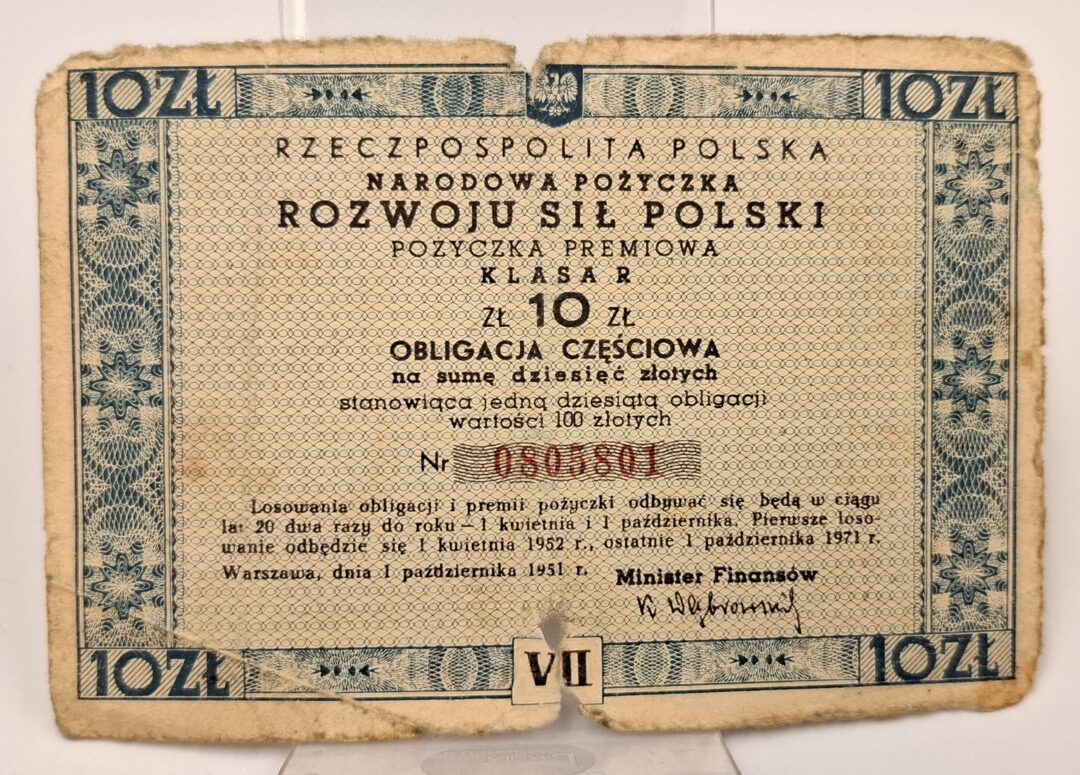 10ZŁ 10ZŁ
RZECZPOSPOLITA POLSKA
NARODOWA POŻYCZKA
ROZWOJU SIŁ POLSKI
POŻYCZKA PREMIOWA
KLASA R
ZŁ 10 ZŁ
OBLIGACJA CZĘŚCIOWA
na sumę dziesięć złotych
stanowiąca jedną dziesiątą obligacji
wartości 100 złotych
Nr 0805801
Losowania obligacji i premii pożyczki odbywać się będą w ciągu
lat 20 dwa razy do roku – 1 kwietnia i 1 października. Pierwsze loso-
wanie odbędzie się 1 kwietnia 1952 r., ostatnie 1 października 1971 r.
Warszawa, dnia 1 października 1951 r. Minister Finansów
K Dąbrowski
10ZŁ VII 10ZŁ